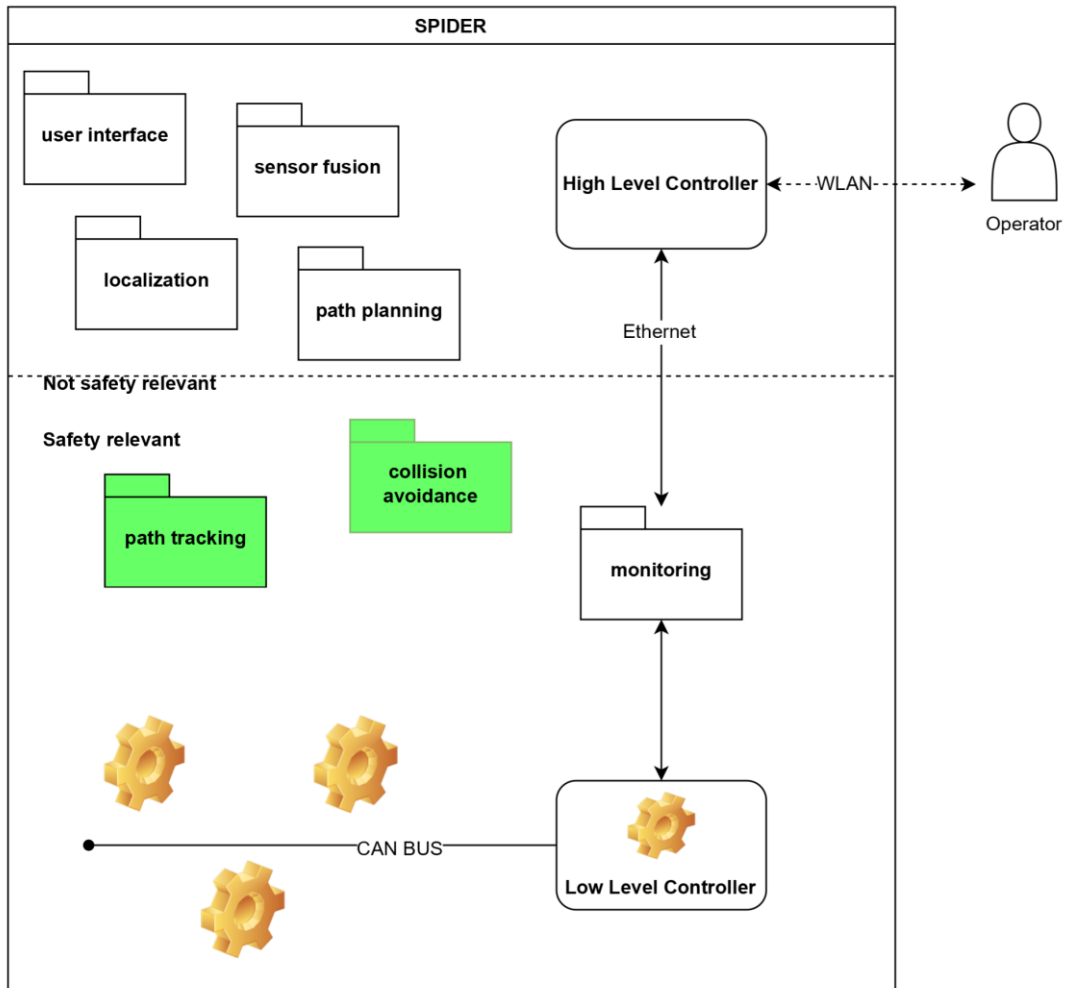 SPIDER
user interface
sensor fusion
High Level Controller
WLAN
Operator
localization
path planning
Ethernet
Not safety relevant
Safety relevant
collision
avoidance
path tracking
monitoring
CAN BUS
Low Level Controller